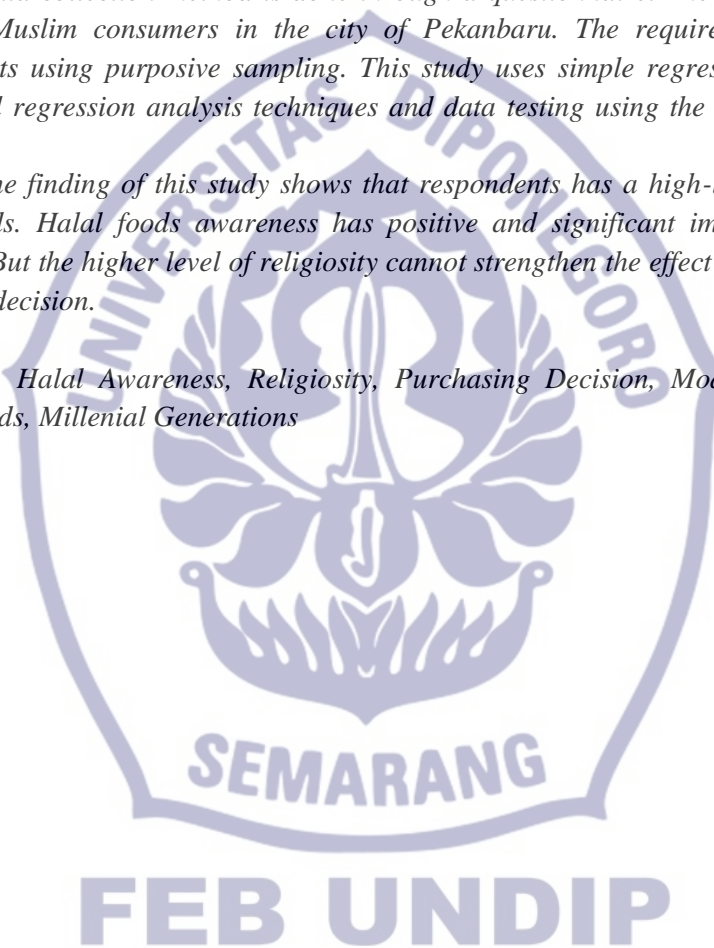 Muslim consumers in the city of Pekanbaru. The require
ts using purposive sampling. This study uses simple regres
l regression analysis techniques and data testing using the
he finding of this study shows that respondents has a high-
ls. Halal foods awareness has positive and significant im
But the higher level of religiosity cannot strengthen the effect
decision.
Halal Awareness, Religiosity, Purchasing Decision, Mod
ds, Millenial Generations
UNIVERSITAS DIPONEGORO
SEMARANG
FEB UNDIP